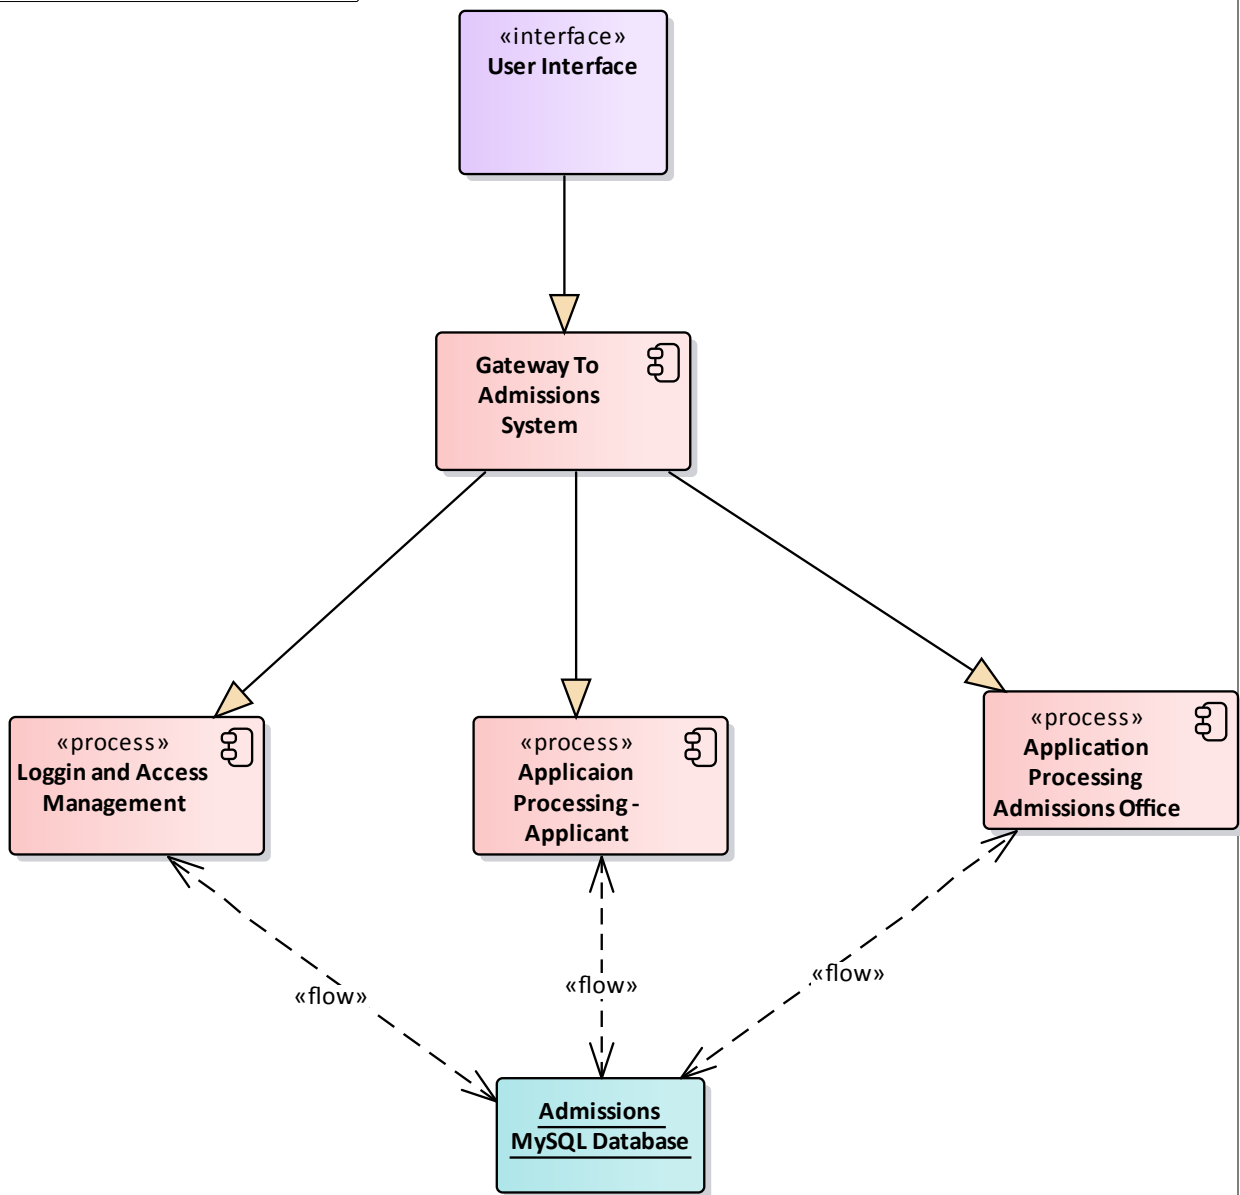 «interface»
User Interface
Gateway To
Admissions
System
«process»
Loggin and Access
Management
«process»
Applicaion
Processing -
Applicant
«process»
Application
Processing
Admissions Office
«flow»
«flow»
«flow»
Admissions
MySQL Database